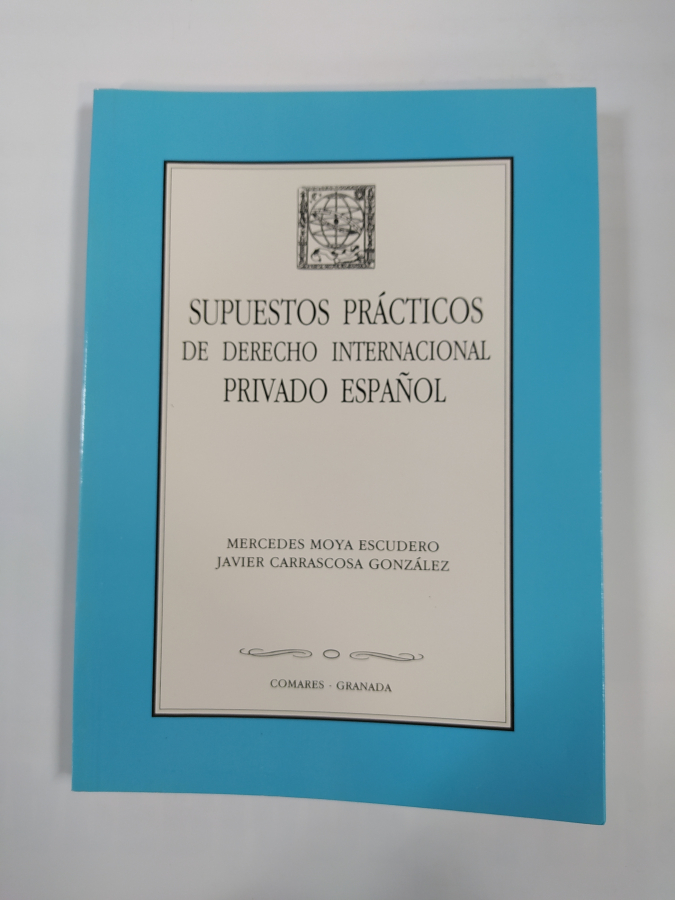 SUPUESTOS PRÁCTICOS
DE DERECHO INTERNACIONAL
PRIVADO ESPAÑOL
MERCEDES MOYA ESCUDERO
JAVIER CARRASCOSA GONZÁLEZ
COMARES - GRANADA